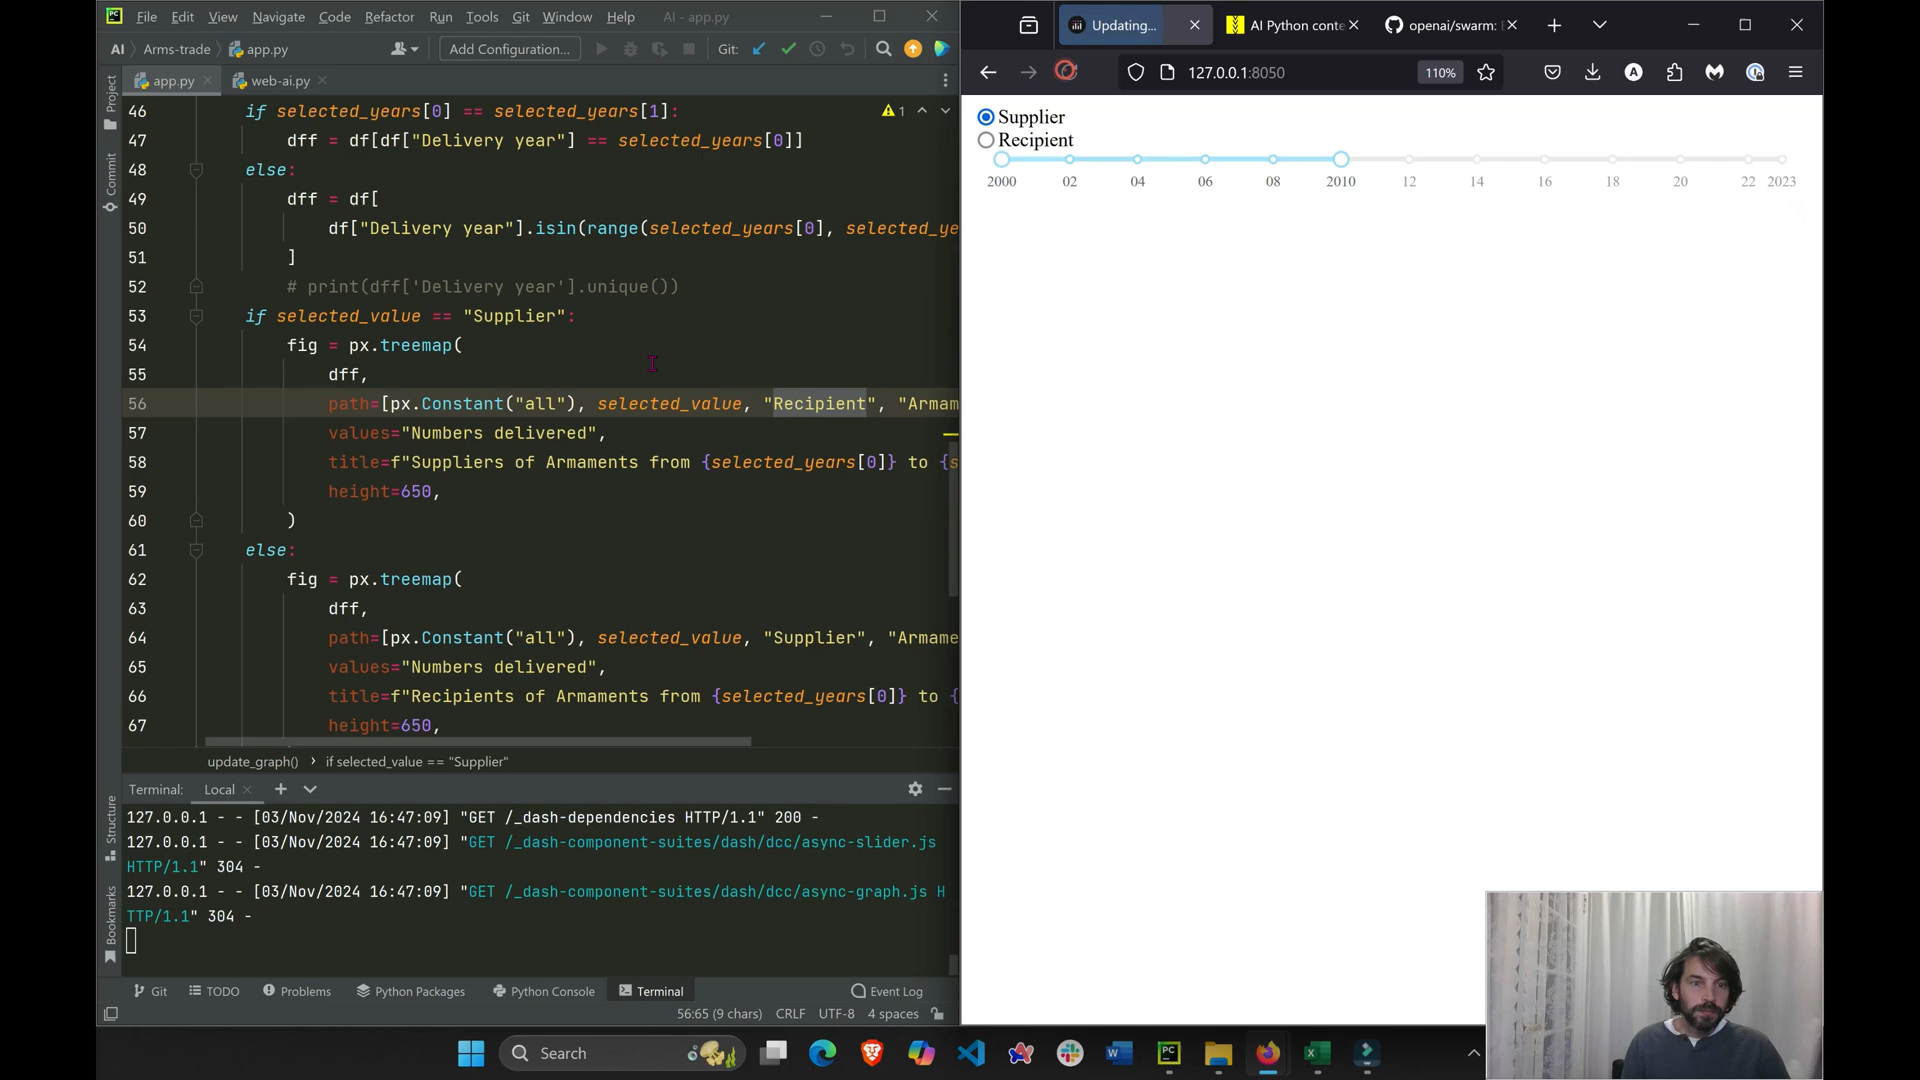 File Edit View Navigate Code Refactor Run Tools Git Window Help AI - app.py
AI Arms-trade app.py Add Configuration... Git:
app.py web-ai.py
46 if selected_years[0] == selected_years[1]: 1
47 dff = df[df["Delivery year"] == selected_years[0]]
48 else:
49 dff = df[
50 df["Delivery year"].isin(range(selected_years[0], selected_ye
51 ]
52 # print(dff['Delivery year'].unique())
53 if selected_value == "Supplier":
54 fig = px.treemap(
55 dff,
56 path=[px.Constant("all"), selected_value, "Recipient", "Armam
57 values="Numbers delivered",
58 title=f"Suppliers of Armaments from {selected_years[0]} to {s
59 height=650,
60 )
61 else:
62 fig = px.treemap(
63 dff,
64 path=[px.Constant("all"), selected_value, "Supplier", "Armame
65 values="Numbers delivered",
66 title=f"Recipients of Armaments from {selected_years[0]} to {
67 height=650,
update_graph() if selected_value == "Supplier"
Project
Commit
Structure
Bookmarks
Terminal: Local
127.0.0.1 - - [03/Nov/2024 16:47:09] "GET /_dash-dependencies HTTP/1.1" 200 -
127.0.0.1 - - [03/Nov/2024 16:47:09] "GET /_dash-component-suites/dash/dcc/async-slider.js
HTTP/1.1" 304 -
127.0.0.1 - - [03/Nov/2024 16:47:09] "GET /_dash-component-suites/dash/dcc/async-graph.js H
TTP/1.1" 304 -
Git TODO Problems Python Packages Python Console Terminal Event Log
56:65 (9 chars) CRLF UTF-8 4 spaces
Updating... AI Python conte openai/swarm:
127.0.0.1:8050 110%
Supplier
Recipient
2000 02 04 06 08 2010 12 14 16 18 20 22 2023
Search